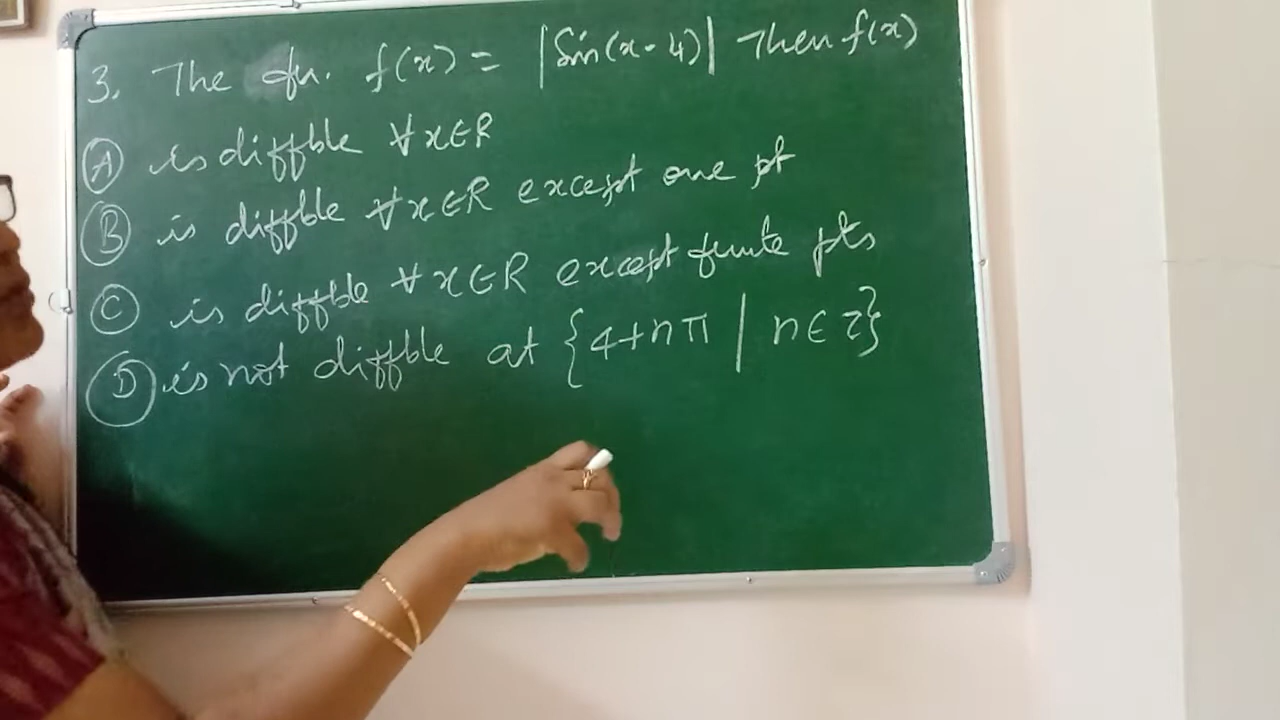 3. The fn. f(x) = |Sin(x-4)| Then f(x)
Ⓐ is diffble ∀x∈R
Ⓑ is diffble ∀x∈R except one pt
Ⓒ is diffble ∀x∈R except finite pts
Ⓓ is not diffble at {4+nπ | n∈Z}